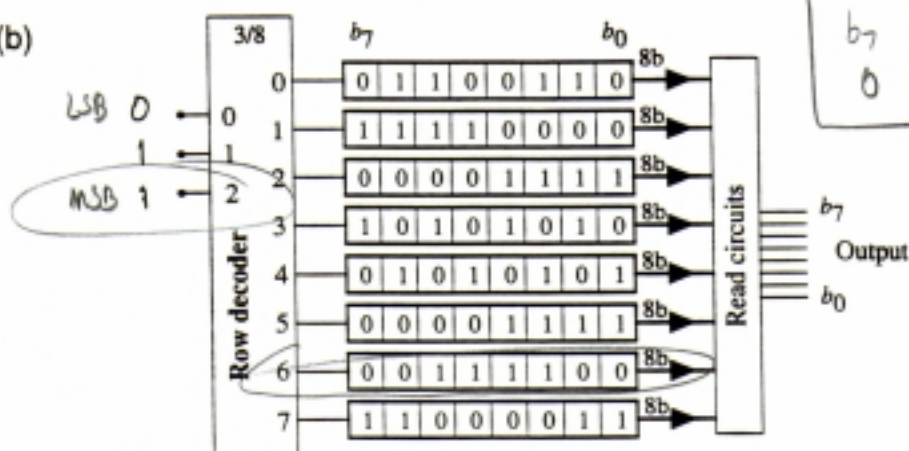 (b)
3/8
b7 b0
b7
0
0 0 1 1 0 0 1 1 0 8b
LSB 0 0
1 1 1 1 1 0 0 0 0 8b
1 1
2 0 0 0 0 1 1 1 1 8b
MSB 1 2
3 1 0 1 0 1 0 1 0 8b
4 0 1 0 1 0 1 0 1 8b
5 0 0 0 0 1 1 1 1 8b
6 0 0 1 1 1 1 0 0 8b
7 1 1 0 0 0 0 1 1 8b
Row decoder
Read circuits
b7
Output
b0